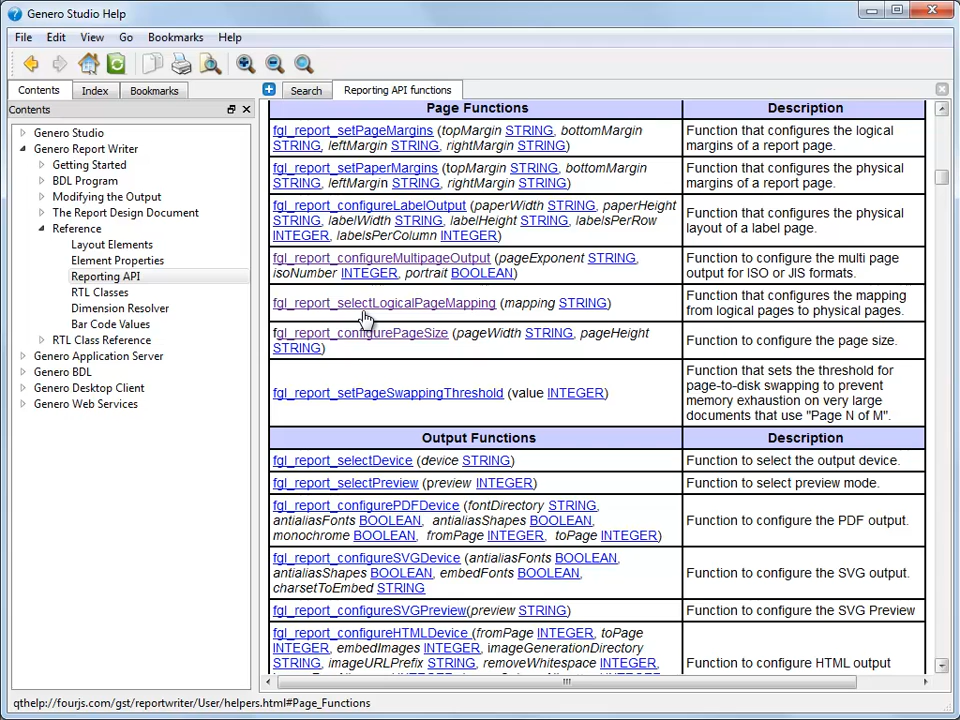 Genero Studio Help
File Edit View Go Bookmarks Help
Contents Index Bookmarks
Search Reporting API functions
Contents
Genero Studio
Genero Report Writer
Getting Started
BDL Program
Modifying the Output
The Report Design Document
Reference
Layout Elements
Element Properties
Reporting API
RTL Classes
Dimension Resolver
Bar Code Values
RTL Class Reference
Genero Application Server
Genero BDL
Genero Desktop Client
Genero Web Services
Page Functions Description
fgl_report_setPageMargins (topMargin STRING, bottomMargin
STRING, leftMargin STRING, rightMargin STRING)
Function that configures the logical
margins of a report page.
fgl_report_setPaperMargins (topMargin STRING, bottomMargin
STRING, leftMargin STRING, rightMargin STRING)
Function that configures the physical
margins of a report page.
fgl_report_configureLabelOutput (paperWidth STRING, paperHeight
STRING, labelWidth STRING, labelHeight STRING, labelsPerRow
INTEGER, labelsPerColumn INTEGER)
Function that configures the physical
layout of a label page.
fgl_report_configureMultipageOutput (pageExponent STRING,
isoNumber INTEGER, portrait BOOLEAN)
Function that configures the multi page
output for ISO or JIS formats.
fgl_report_selectLogicalPageMapping (mapping STRING)
Function that configures the mapping
from logical pages to physical pages.
fgl_report_configurePageSize (pageWidth STRING, pageHeight
STRING)
Function to configure the page size.
fgl_report_setPageSwappingThreshold (value INTEGER)
Function that sets the threshold for
page-to-disk swapping to prevent
memory exhaustion on very large
documents that use "Page N of M".
Output Functions Description
fgl_report_selectDevice (device STRING)
Function to select the output device.
fgl_report_selectPreview (preview INTEGER)
Function to select preview mode.
fgl_report_configurePDFDevice (fontDirectory STRING,
antialiasFonts BOOLEAN, antialiasShapes BOOLEAN,
monochrome BOOLEAN, fromPage INTEGER, toPage INTEGER)
Function to configure the PDF output.
fgl_report_configureSVGDevice (antialiasFonts BOOLEAN,
antialiasShapes BOOLEAN, embedFonts BOOLEAN,
charsetToEmbed STRING
Function to configure the SVG output.
fgl_report_configureSVGPreview(preview STRING)
Function to configure the SVG Preview
fgl_report_configureHTMLDevice (fromPage INTEGER, toPage
INTEGER, embedImages INTEGER, imageGenerationDirectory
STRING, imageURLPrefix STRING, removeWhitespace INTEGER,
Function to configure HTML output
qthelp://fourjs.com/gst/reportwriter/User/helpers.html#Page_Functions